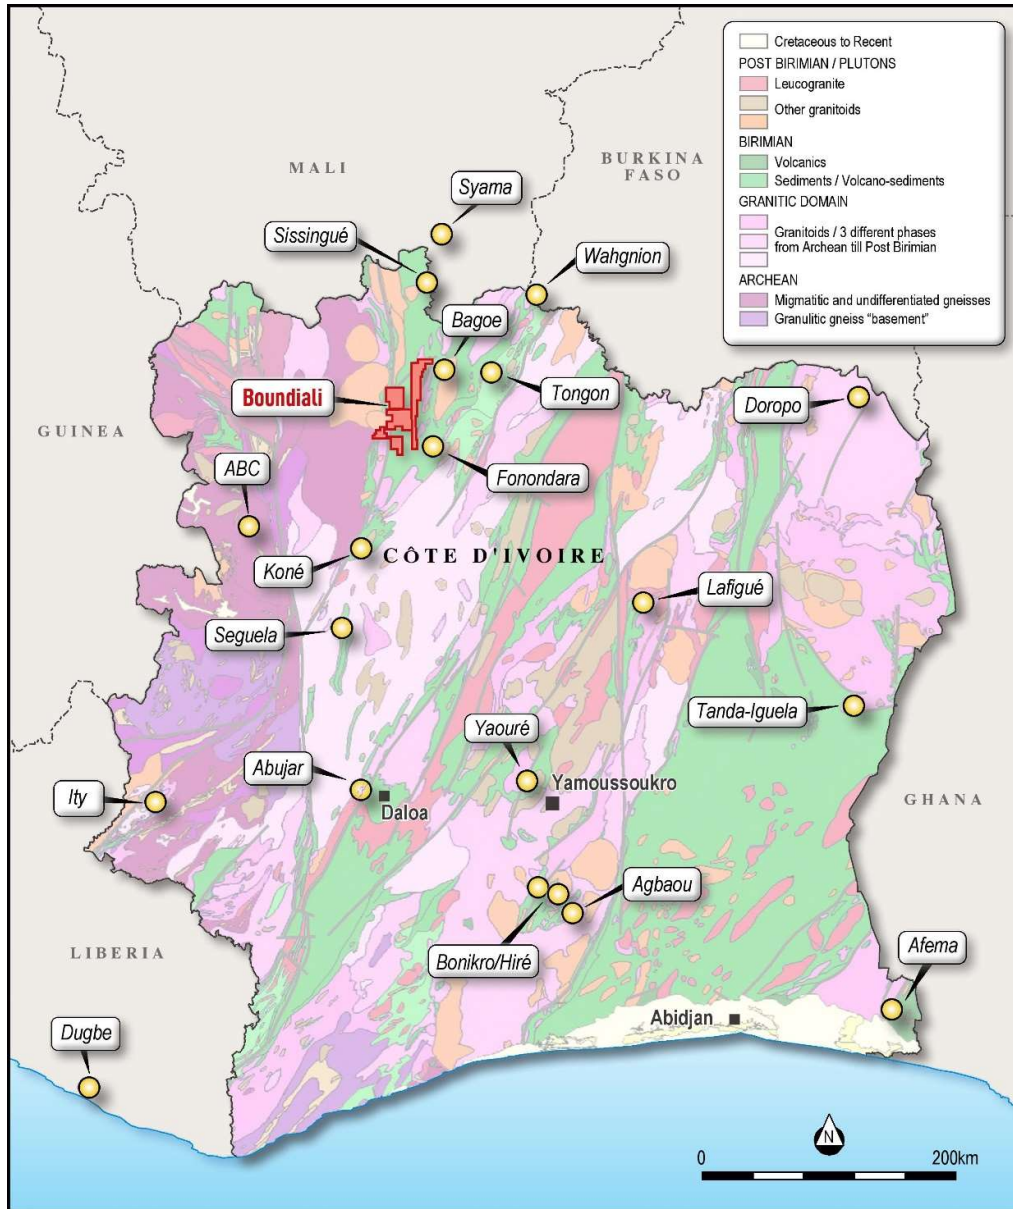 Cretaceous to Recent
POST BIRIMIAN / PLUTONS
Leucogranite
Other granitoids
BIRIMIAN
Volcanics
Sediments / Volcano-sediments
GRANITIC DOMAIN
Granitoids / 3 different phases
from Archean till Post Birimian
ARCHEAN
Migmatitic and undifferentiated gneisses
Granulitic gneiss "basement"
MALI
BURKINA
FASO
Syama
Sissingué
Wahgnion
Bagoe
Boundiali
Tongon
Doropo
GUINEA
ABC
Fonondara
Koné
CÔTE D'IVOIRE
Lafigué
Seguela
Tanda-Iguela
Yaouré
Abujar
Yamoussoukro
Ity
Daloa
GHANA
Agbaou
LIBERIA
Bonikro/Hiré
Afema
Abidjan
Dugbe
N
0 200km